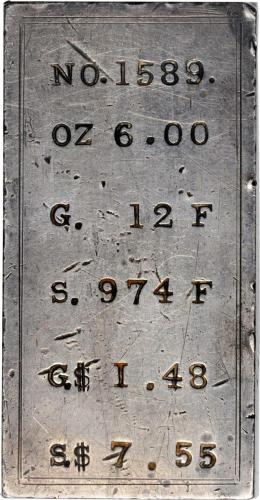 NO.1589.
OZ 6.00
G. 12 F
S. 974 F
G.$ 1.48
S.$ 7.55